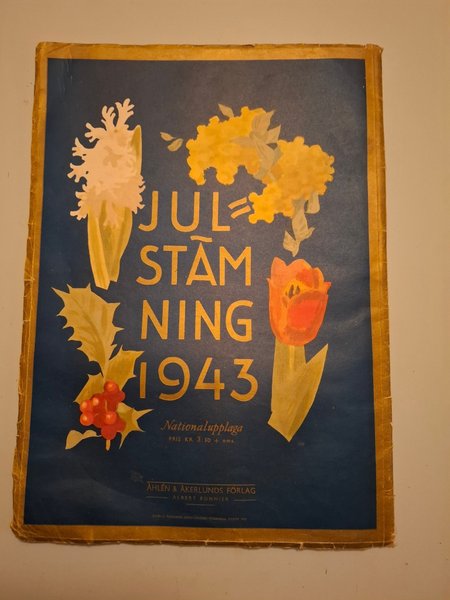 JUL=
STÄM
NING
1943
Nationalupplaga
PRIS KR. 3:50
ÅHLÉN & ÅKERLUNDS FÖRLAG
ALBERT BONNIER